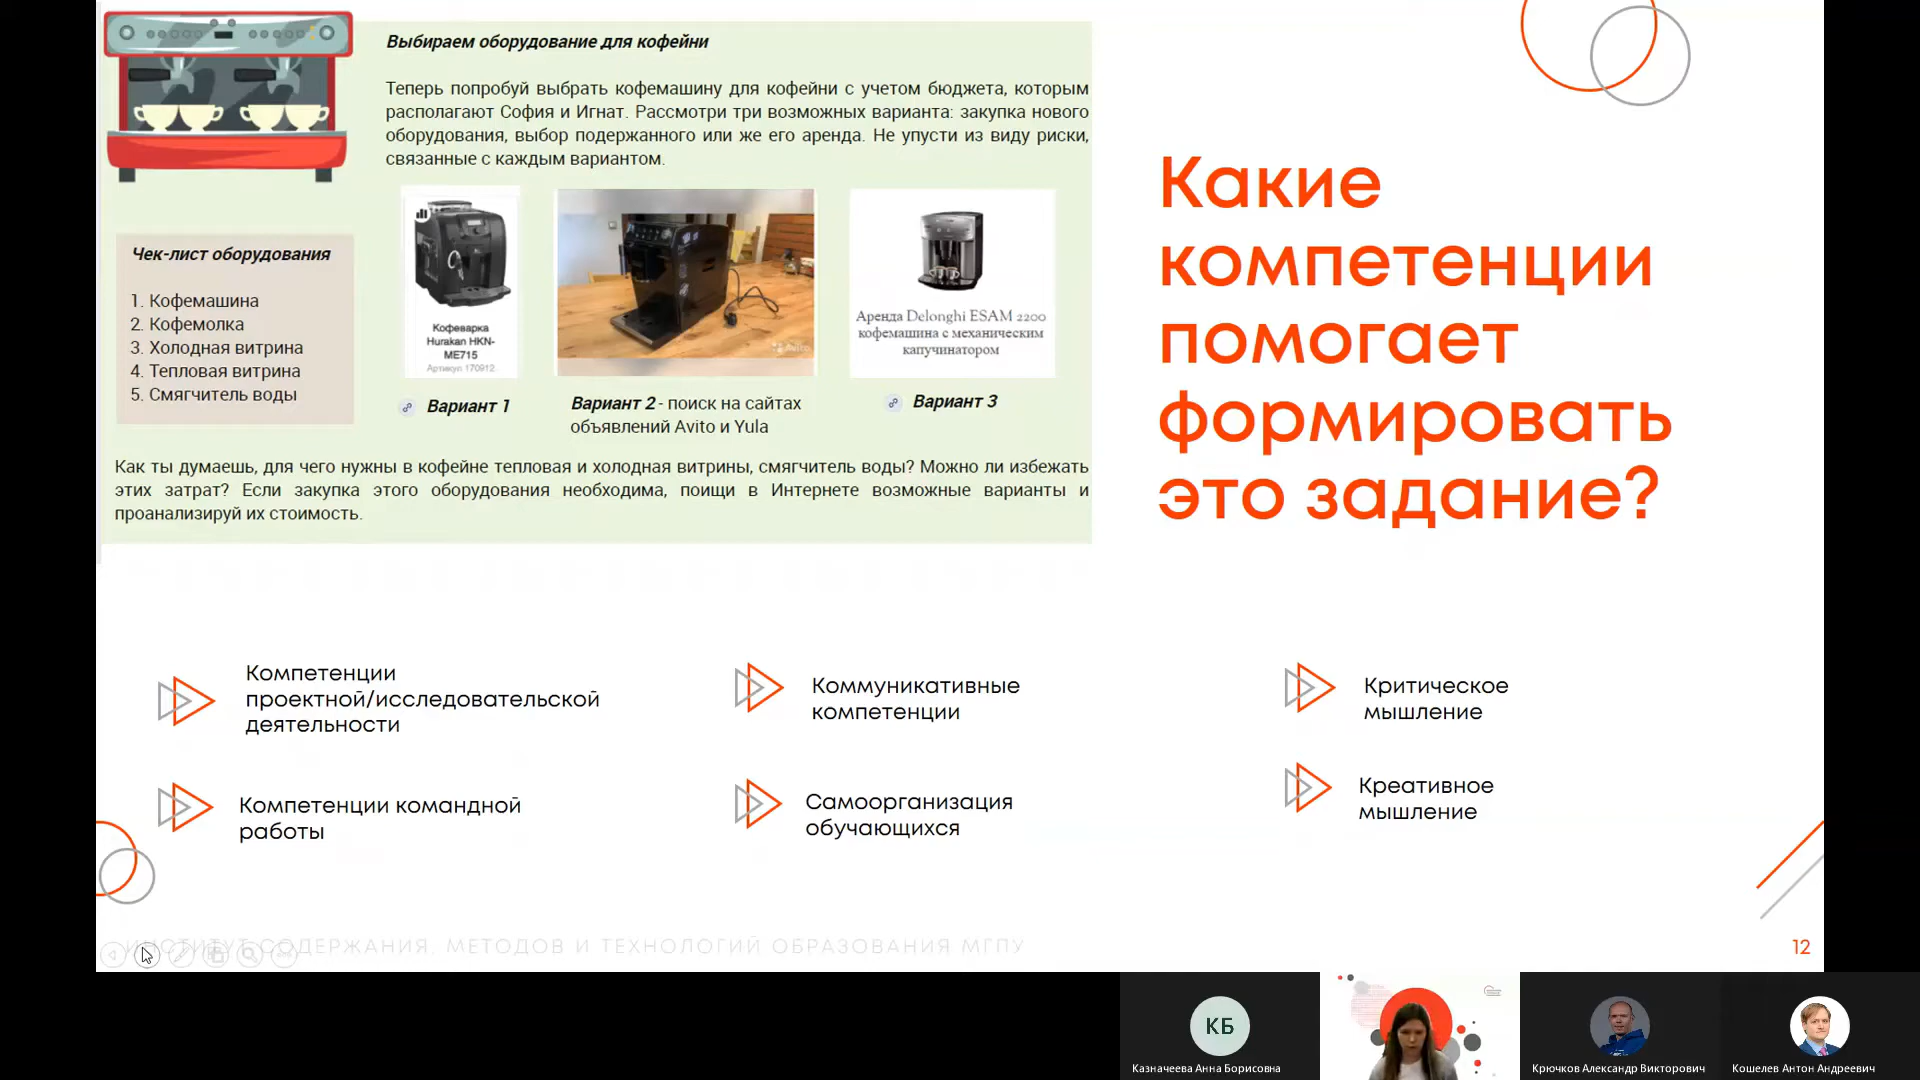 Выбираем оборудование для кофейни
Теперь попробуй выбрать кофемашину для кофейни с учетом бюджета, которым
располагают София и Игнат. Рассмотри три возможных варианта: закупка нового
оборудования, выбор подержанного или же его аренда. Не упусти из виду риски,
связанные с каждым вариантом.
Чек-лист оборудования
1. Кофемашина
2. Кофемолка
3. Холодная витрина
4. Тепловая витрина
5. Смягчитель воды
Кофеварка
Hurakan HKN-
ME715
Артикул 170912
Вариант 1
Avito
Вариант 2 - поиск на сайтах
объявлений Avito и Yula
Аренда Delonghi ESAM 2200
кофемашина с механическим
капучинатором
Вариант 3
Как ты думаешь, для чего нужны в кофейне тепловая и холодная витрины, смягчитель воды? Можно ли избежать
этих затрат? Если закупка этого оборудования необходима, поищи в Интернете возможные варианты и
проанализируй их стоимость.
Какие
компетенции
помогает
формировать
это задание?
Компетенции
проектной/исследовательской
деятельности
Коммуникативные
компетенции
Критическое
мышление
Компетенции командной
работы
Самоорганизация
обучающихся
Креативное
мышление
ИНСТИТУТ СОДЕРЖАНИЯ, МЕТОДОВ И ТЕХНОЛОГИЙ ОБРАЗОВАНИЯ МГПУ
12
КБ
Казначеева Анна Борисовна
Крючков Александр Викторович
Кошелев Антон Андреевич